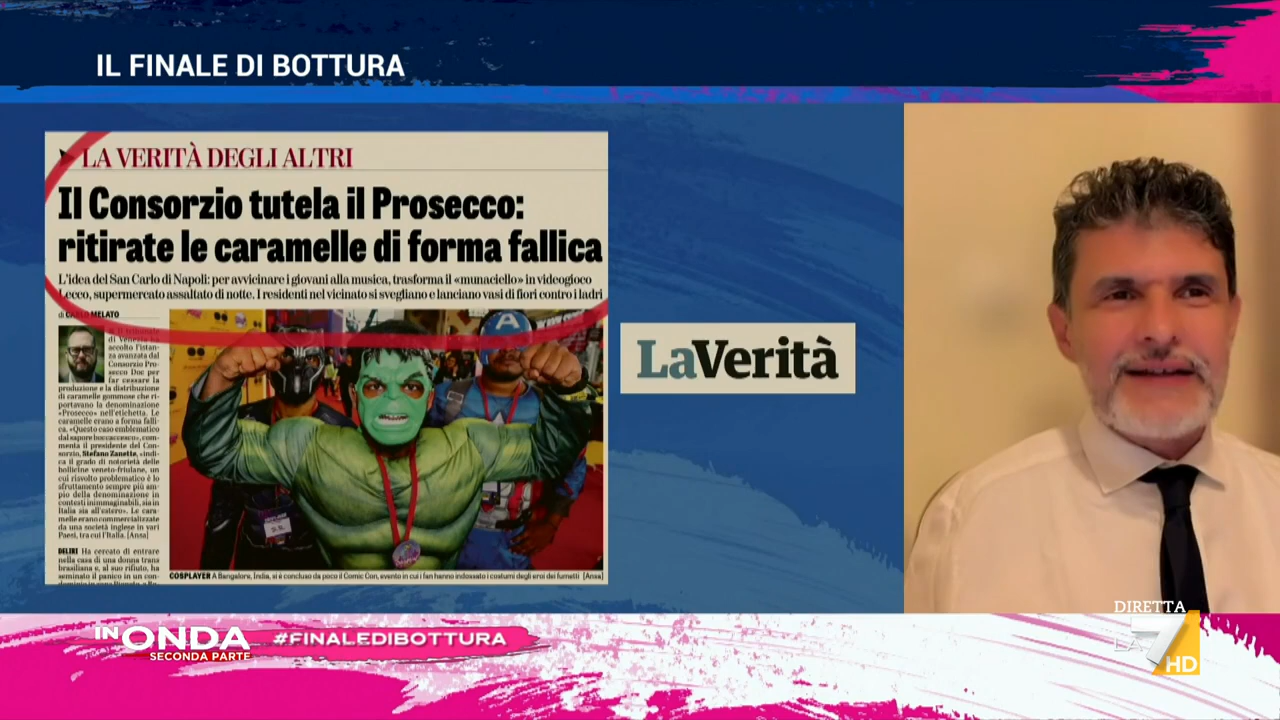 IL FINALE DI BOTTURA
LA VERITÀ DEGLI ALTRI
Il Consorzio tutela il Prosecco:
ritirate le caramelle di forma fallica
L'idea del San Carlo di Napoli: per avvicinare i giovani alla musica, trasforma il «munaciello» in videogioco
Lecco, supermercato assaltato di notte. I residenti nel vicinato si svegliano e lanciano vasi di fiori contro i ladri
di CARLO MELATO
Il tribunale
di Venezia ha
accolto l'istan-
za avanzata dal
Consorzio Pro-
secco Doc per
far cessare la
produzione e la distribuzione
di caramelle gommose che ri-
portavano la denominazione
«Prosecco» nell'etichetta. Le
caramelle erano a forma falli-
ca. «Questo caso emblematico
dal sapore boccaccesco», com-
menta il presidente del Con-
sorzio, Stefano Zanette, «indi-
ca il grado di notorietà delle
bollicine veneto-friulane, un
cui risvolto problematico è lo
sfruttamento sempre più am-
pio della denominazione in
contesti inimmaginabili, sia in
Italia sia all'estero». Le cara-
melle erano commercializzate
da una società inglese in vari
Paesi, tra cui l'Italia. [Ansa]
DELIRI Ha cercato di entrare
nella casa di una donna trans
brasiliana e, al suo rifiuto, ha
seminato il panico in un con-
A
COSPLAYER A Bangalore, India, si è concluso da poco il Comic Con, evento in cui i fan hanno indossato i costumi degli eroi dei fumetti [Ansa]
LaVerità
IN ONDA
SECONDA PARTE
#FINALEDIBOTTURA
DIRETTA
LA7
HD